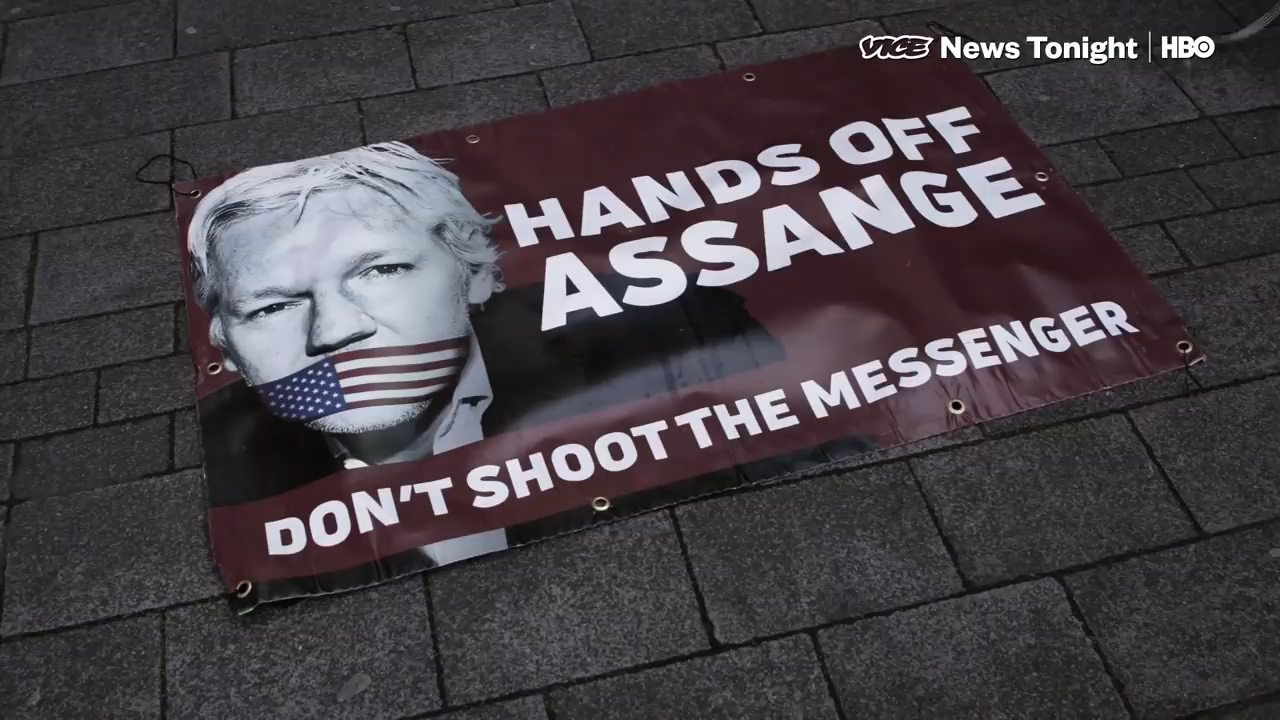 VICE News Tonight | HBO
HANDS OFF
ASSANGE
DON'T SHOOT THE MESSENGER